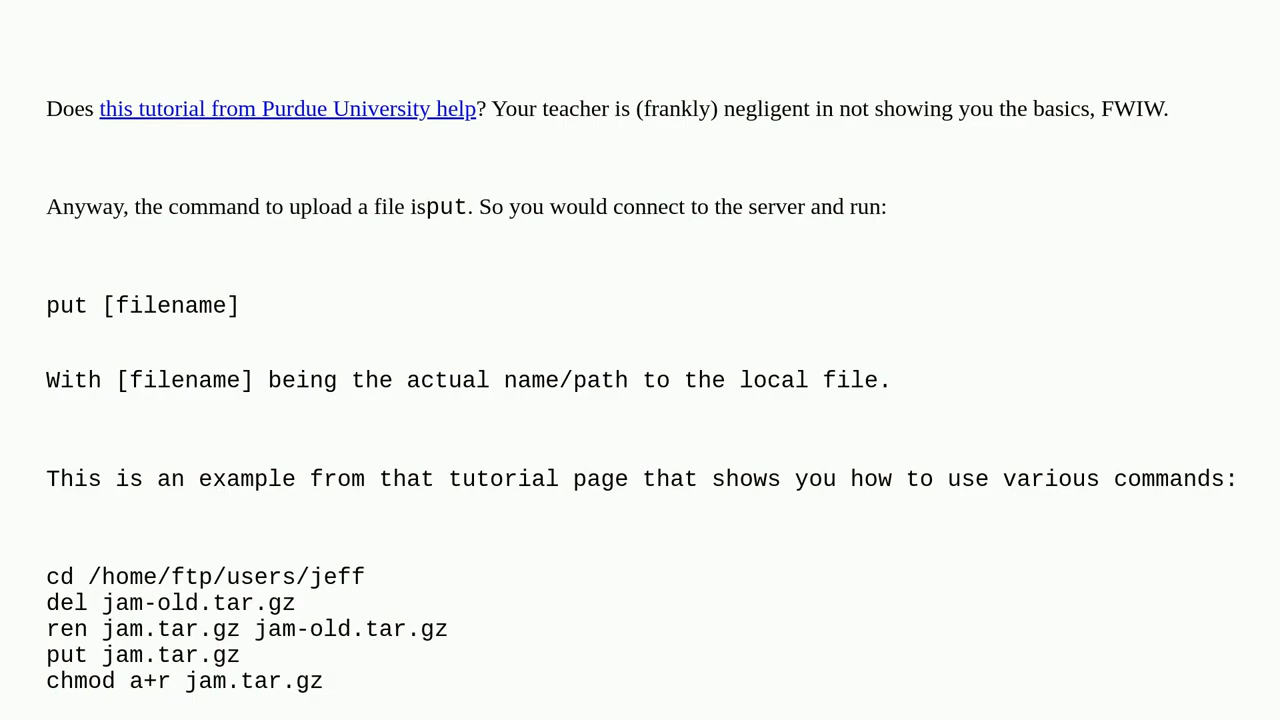 Does this tutorial from Purdue University help? Your teacher is (frankly) negligent in not showing you the basics, FWIW.
Anyway, the command to upload a file isput. So you would connect to the server and run:
put [filename]
With [filename] being the actual name/path to the local file.
This is an example from that tutorial page that shows you how to use various commands:
cd /home/ftp/users/jeff
del jam-old.tar.gz
ren jam.tar.gz jam-old.tar.gz
put jam.tar.gz
chmod a+r jam.tar.gz